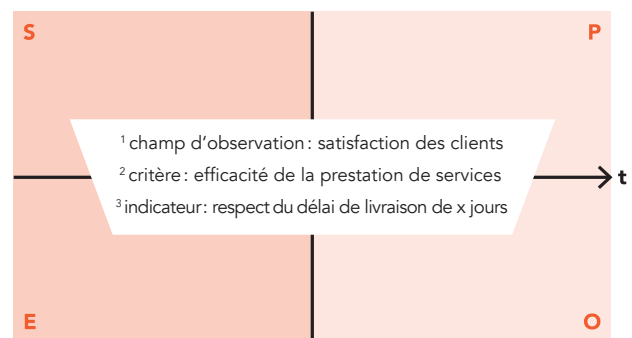 S P
¹ champ d'observation : satisfaction des clients
² critère : efficacité de la prestation de services
t
³ indicateur : respect du délai de livraison de x jours
E O